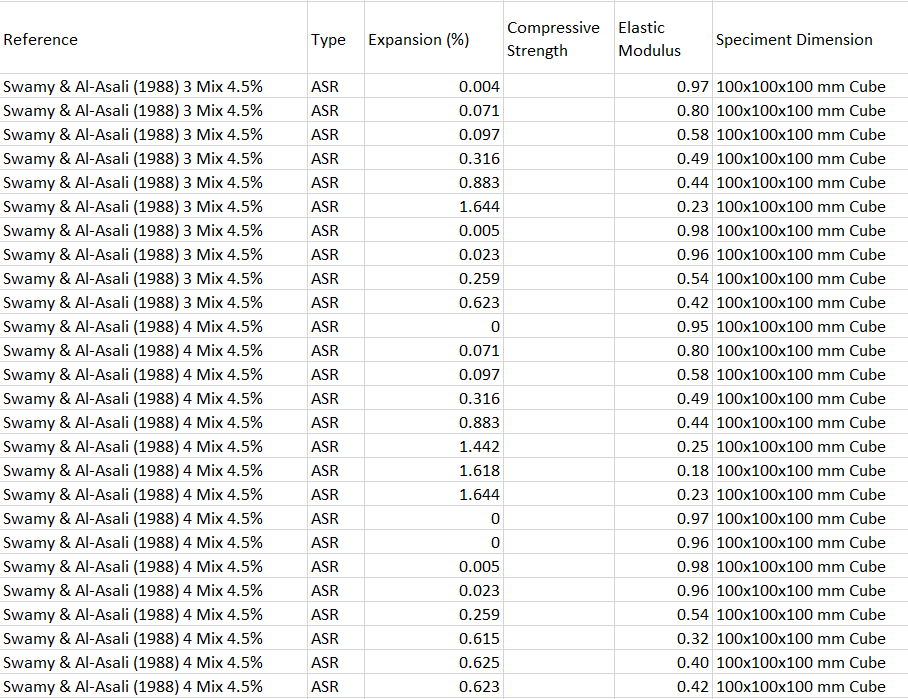 Reference Type Expansion (%) Compressive Strength Elastic Modulus Speciment Dimension
Swamy & Al-Asali (1988) 3 Mix 4.5% ASR 0.004 0.97 100x100x100 mm Cube
Swamy & Al-Asali (1988) 3 Mix 4.5% ASR 0.071 0.80 100x100x100 mm Cube
Swamy & Al-Asali (1988) 3 Mix 4.5% ASR 0.097 0.58 100x100x100 mm Cube
Swamy & Al-Asali (1988) 3 Mix 4.5% ASR 0.316 0.49 100x100x100 mm Cube
Swamy & Al-Asali (1988) 3 Mix 4.5% ASR 0.883 0.44 100x100x100 mm Cube
Swamy & Al-Asali (1988) 3 Mix 4.5% ASR 1.644 0.23 100x100x100 mm Cube
Swamy & Al-Asali (1988) 3 Mix 4.5% ASR 0.005 0.98 100x100x100 mm Cube
Swamy & Al-Asali (1988) 3 Mix 4.5% ASR 0.023 0.96 100x100x100 mm Cube
Swamy & Al-Asali (1988) 3 Mix 4.5% ASR 0.259 0.54 100x100x100 mm Cube
Swamy & Al-Asali (1988) 3 Mix 4.5% ASR 0.623 0.42 100x100x100 mm Cube
Swamy & Al-Asali (1988) 4 Mix 4.5% ASR 0 0.95 100x100x100 mm Cube
Swamy & Al-Asali (1988) 4 Mix 4.5% ASR 0.071 0.80 100x100x100 mm Cube
Swamy & Al-Asali (1988) 4 Mix 4.5% ASR 0.097 0.58 100x100x100 mm Cube
Swamy & Al-Asali (1988) 4 Mix 4.5% ASR 0.316 0.49 100x100x100 mm Cube
Swamy & Al-Asali (1988) 4 Mix 4.5% ASR 0.883 0.44 100x100x100 mm Cube
Swamy & Al-Asali (1988) 4 Mix 4.5% ASR 1.442 0.25 100x100x100 mm Cube
Swamy & Al-Asali (1988) 4 Mix 4.5% ASR 1.618 0.18 100x100x100 mm Cube
Swamy & Al-Asali (1988) 4 Mix 4.5% ASR 1.644 0.23 100x100x100 mm Cube
Swamy & Al-Asali (1988) 4 Mix 4.5% ASR 0 0.97 100x100x100 mm Cube
Swamy & Al-Asali (1988) 4 Mix 4.5% ASR 0 0.96 100x100x100 mm Cube
Swamy & Al-Asali (1988) 4 Mix 4.5% ASR 0.005 0.98 100x100x100 mm Cube
Swamy & Al-Asali (1988) 4 Mix 4.5% ASR 0.023 0.96 100x100x100 mm Cube
Swamy & Al-Asali (1988) 4 Mix 4.5% ASR 0.259 0.54 100x100x100 mm Cube
Swamy & Al-Asali (1988) 4 Mix 4.5% ASR 0.615 0.32 100x100x100 mm Cube
Swamy & Al-Asali (1988) 4 Mix 4.5% ASR 0.625 0.40 100x100x100 mm Cube
Swamy & Al-Asali (1988) 4 Mix 4.5% ASR 0.623 0.42 100x100x100 mm Cube